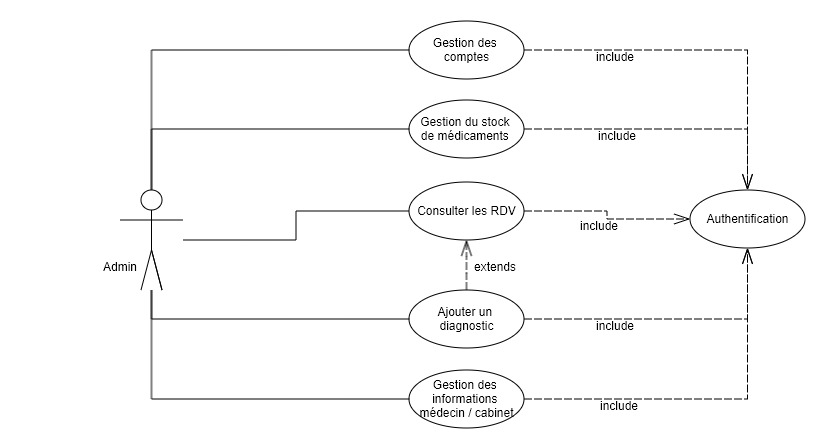 Gestion des
comptes
include
Gestion du stock
de médicaments
include
Consulter les RDV
include
Authentification
Admin
extends
Ajouter un
diagnostic
include
Gestion des
informations
médecin / cabinet
include